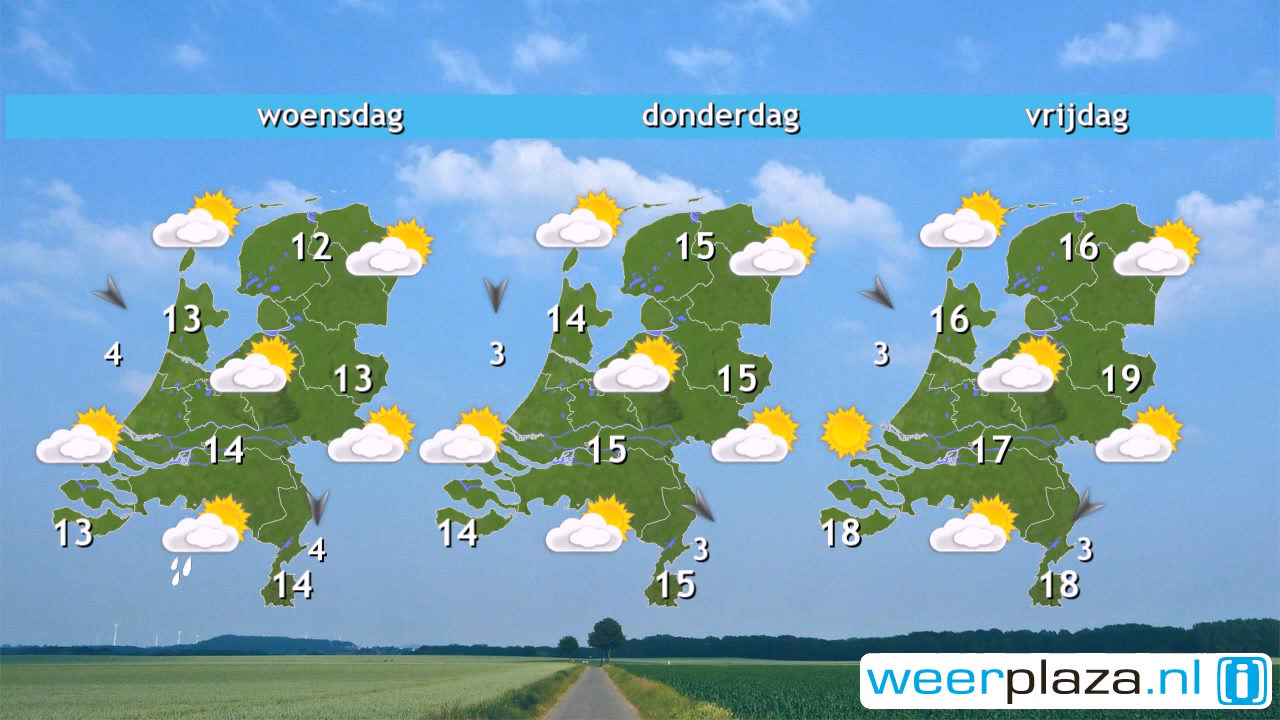 woensdag donderdag vrijdag
12 15 16
13 14 16
4 3 3
13 15 19
14 15 17
13 14 18
4 3 3
14 15 18
weerplaza.nl i